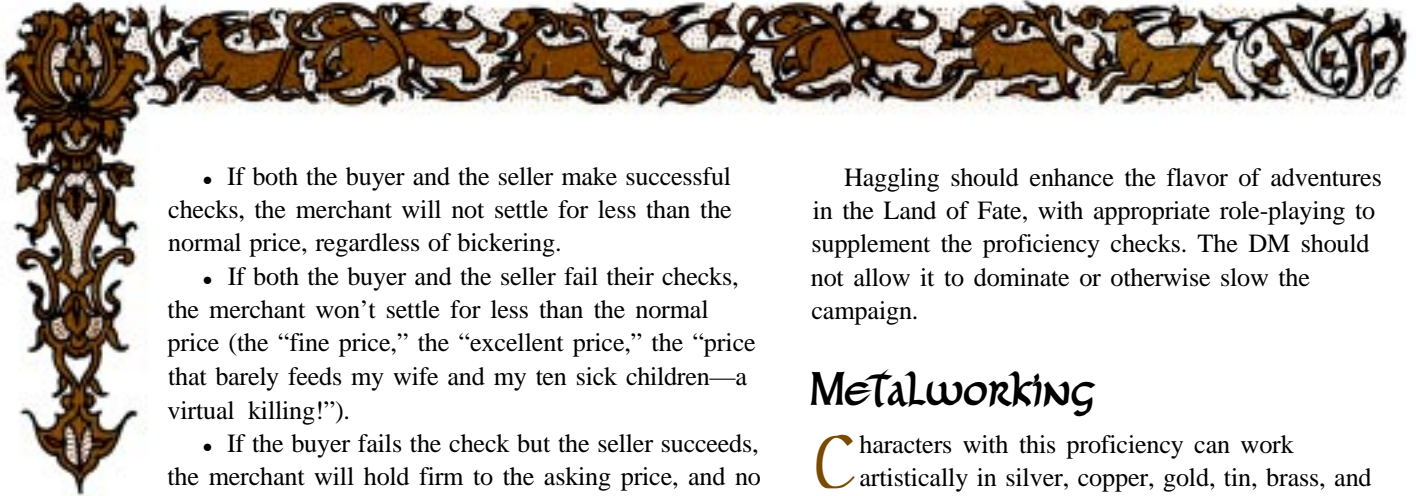 • If both the buyer and the seller make successful
checks, the merchant will not settle for less than the
normal price, regardless of bickering.
• If both the buyer and the seller fail their checks,
the merchant won’t settle for less than the normal
price (the “fine price,” the “excellent price,” the “price
that barely feeds my wife and my ten sick children—a
virtual killing!”).
• If the buyer fails the check but the seller succeeds,
the merchant will hold firm to the asking price, and no
Haggling should enhance the flavor of adventures
in the Land of Fate, with appropriate role-playing to
supplement the proficiency checks. The DM should
not allow it to dominate or otherwise slow the
campaign.
Metalworking
Characters with this proficiency can work
artistically in silver, copper, gold, tin, brass, and